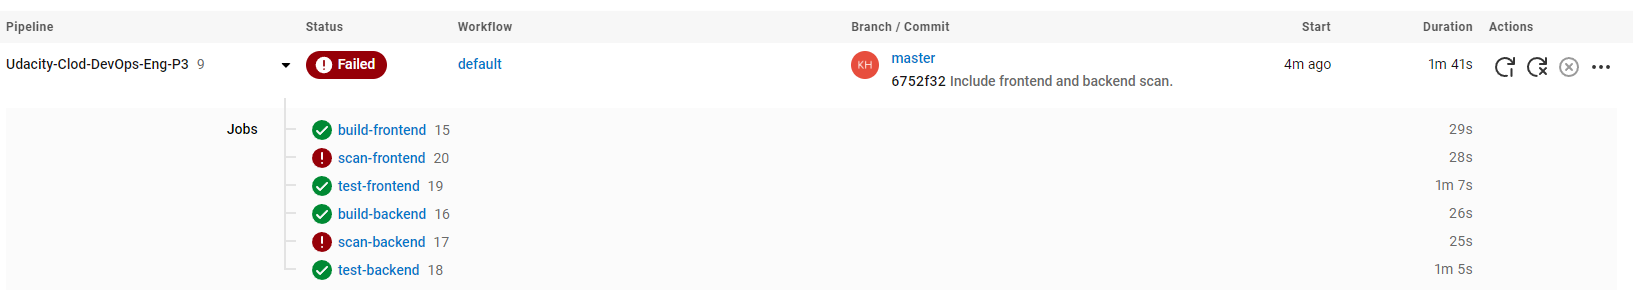 Pipeline Status Workflow Branch / Commit Start Duration Actions
Udacity-Clod-DevOps-Eng-P3 9 Failed default KH master 4m ago 1m 41s
6752f32 Include frontend and backend scan.
Jobs build-frontend 15 29s
scan-frontend 20 28s
test-frontend 19 1m 7s
build-backend 16 26s
scan-backend 17 25s
test-backend 18 1m 5s